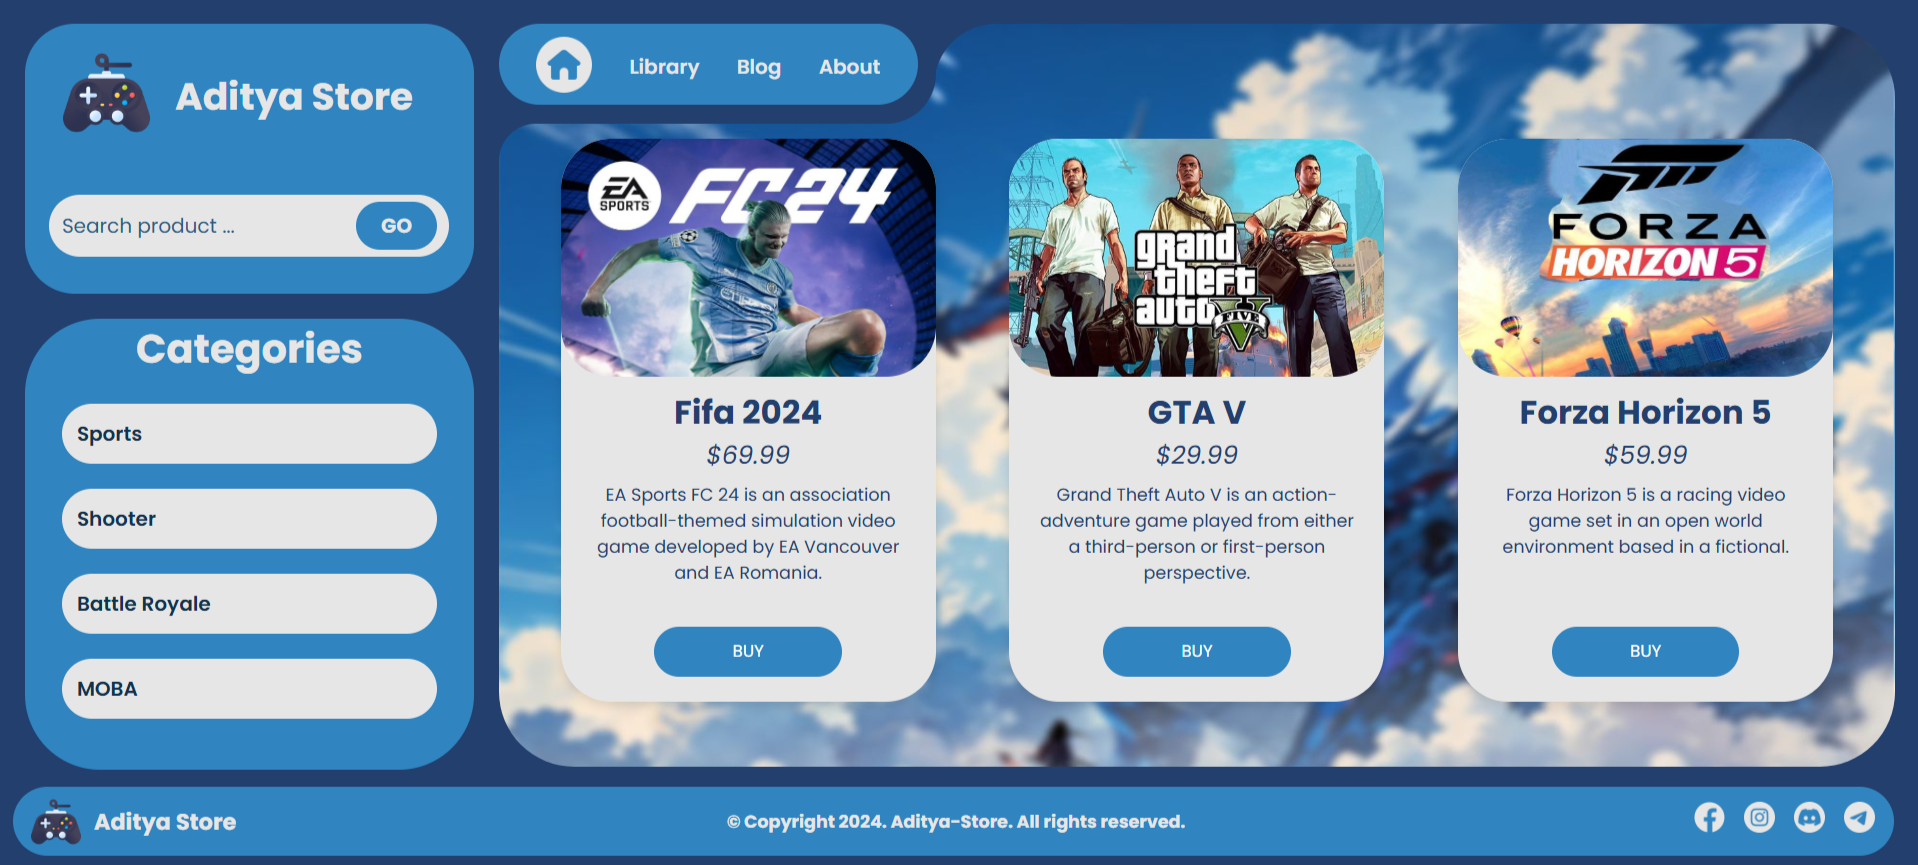 Aditya Store
Search product ...
GO
Categories
Sports
Shooter
Battle Royale
MOBA
Library
Blog
About
EA
SPORTS
FC24
Fifa 2024
$69.99
EA Sports FC 24 is an association
football-themed simulation video
game developed by EA Vancouver
and EA Romania.
BUY
grand
theft
auto
FIVE
V
GTA V
$29.99
Grand Theft Auto V is an action-
adventure game played from either
a third-person or first-person
perspective.
BUY
FORZA
HORIZON 5
Forza Horizon 5
$59.99
Forza Horizon 5 is a racing video
game set in an open world
environment based in a fictional.
BUY
Aditya Store
© Copyright 2024. Aditya-Store. All rights reserved.